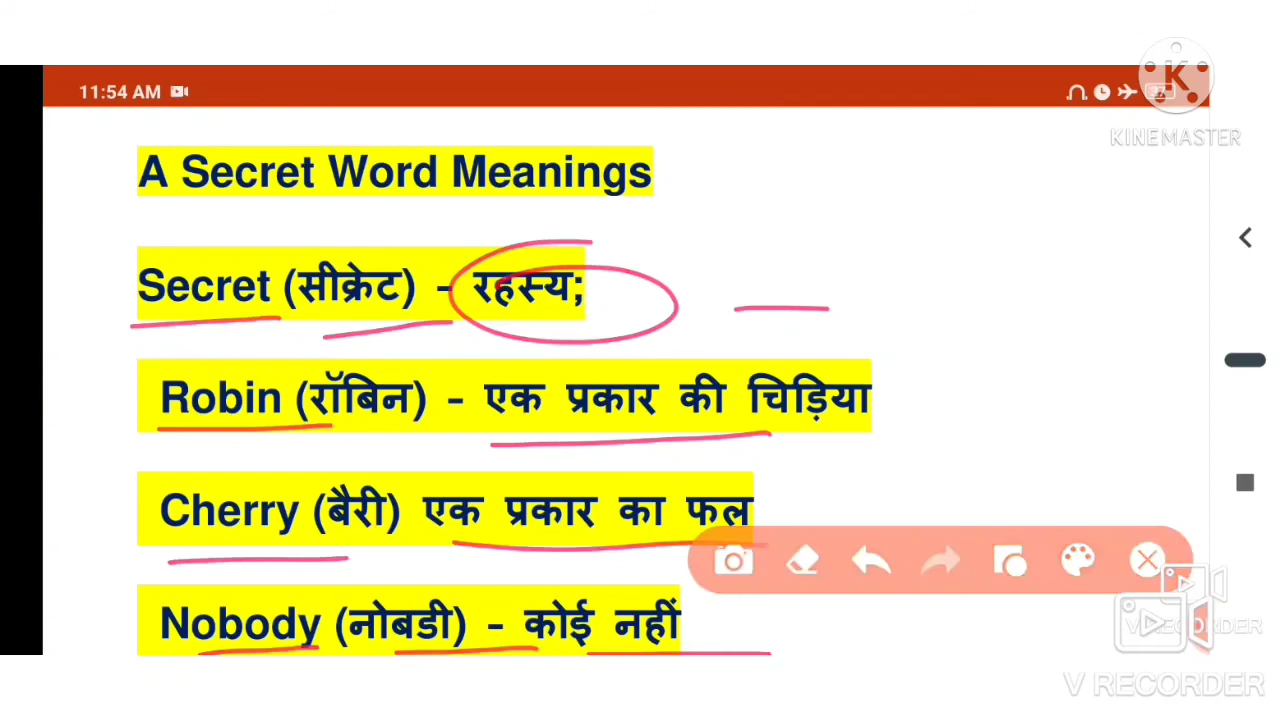 KINEMASTER
11:54 AM
A Secret Word Meanings
Secret (सीक्रेट) - रहस्य;
Robin (रॉबिन) - एक प्रकार की चिड़िया
Cherry (बैरी) एक प्रकार का फल
Nobody (नोबडी) - कोई नहीं
V RECORDER